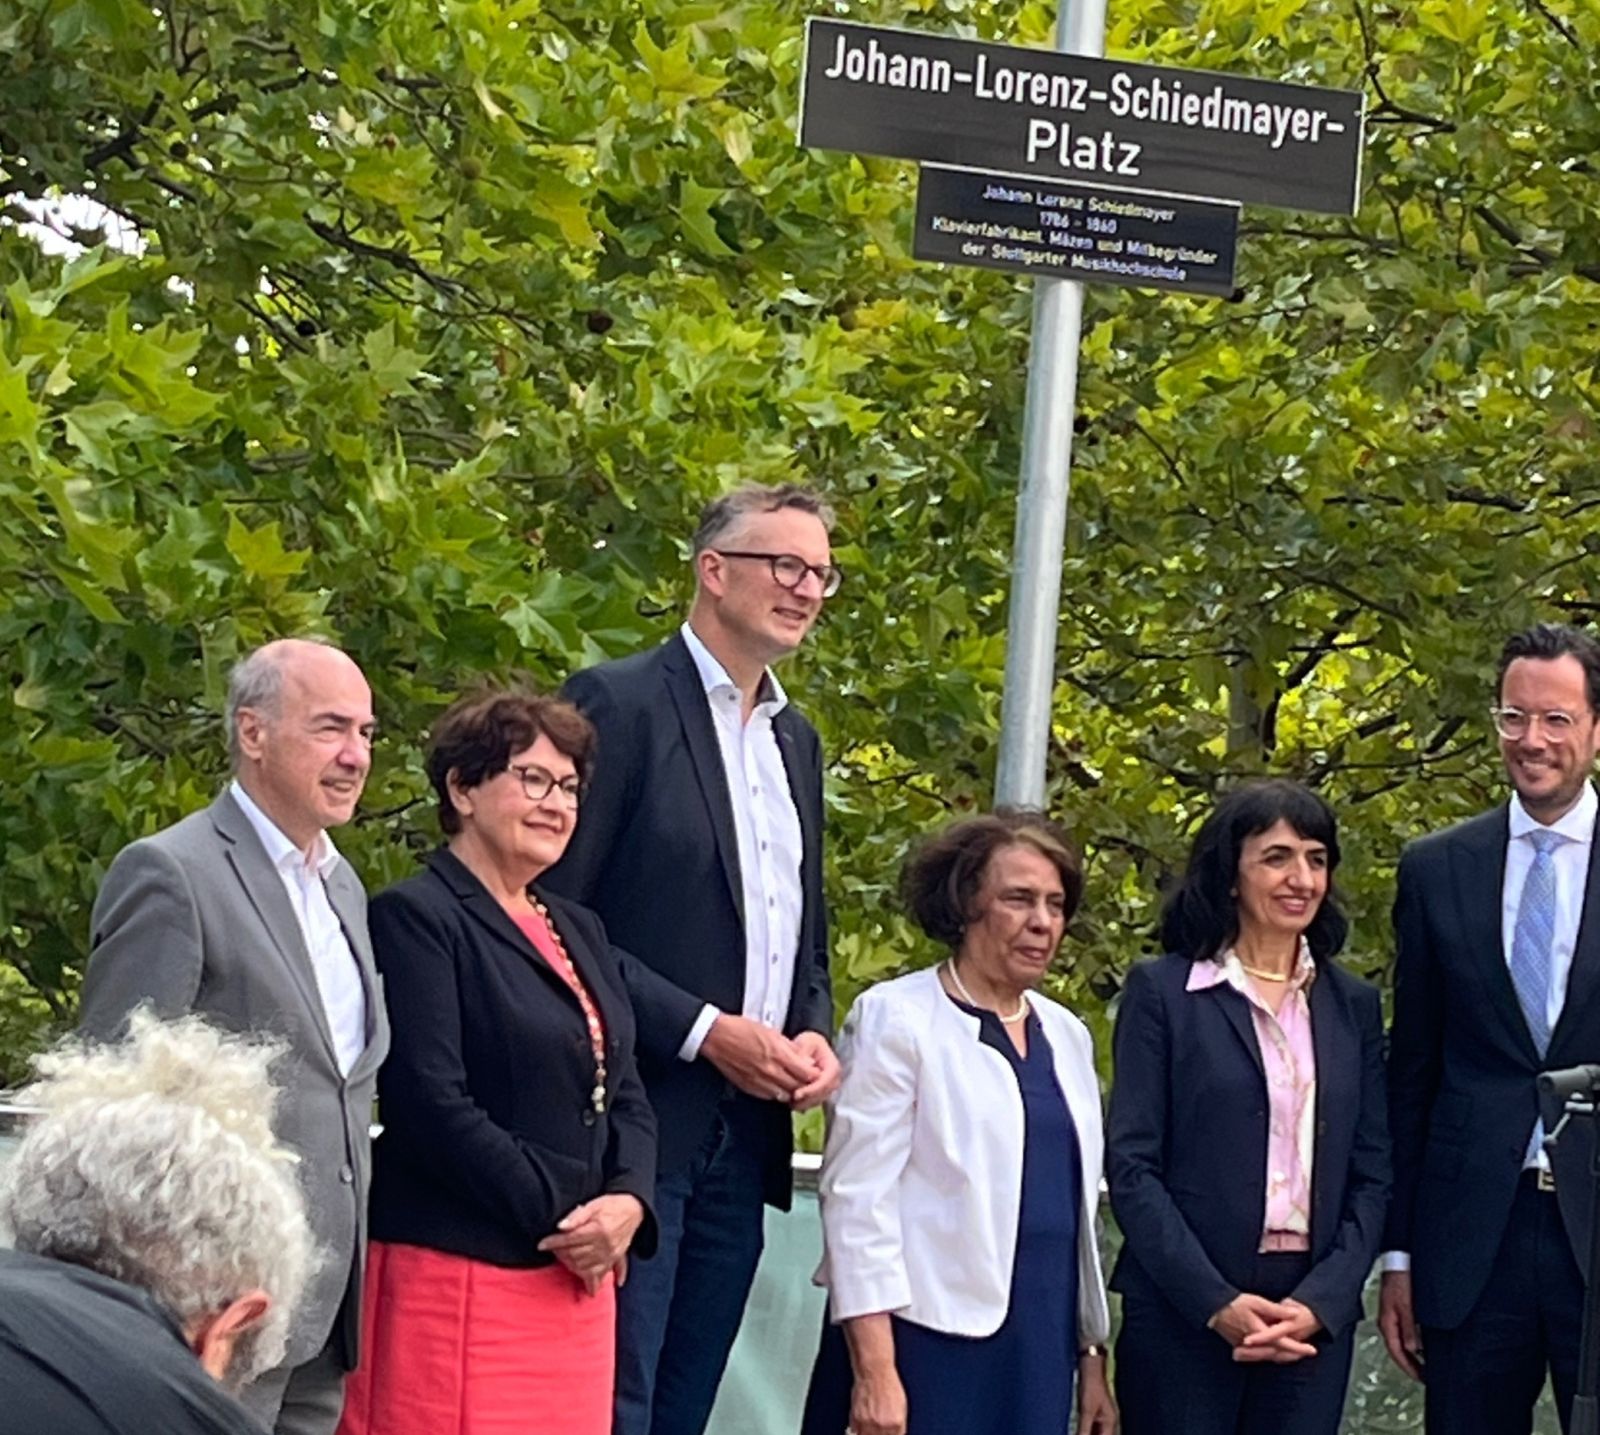 Johann-Lorenz-Schiedmayer-
Platz
Johann Lorenz Schiedmayer
1786 - 1860
Klavierfabrikant, Mäzen und Mitbegründer
der Stuttgarter Musikhochschule